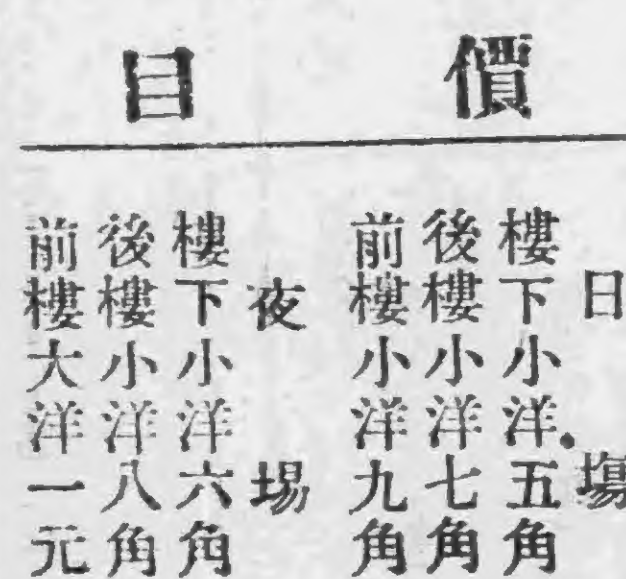 價目
日塲
樓下小洋五角
後樓小洋七角
前樓小洋九角
夜塲
樓下小洋六角
後樓小洋八角
前樓大洋一元